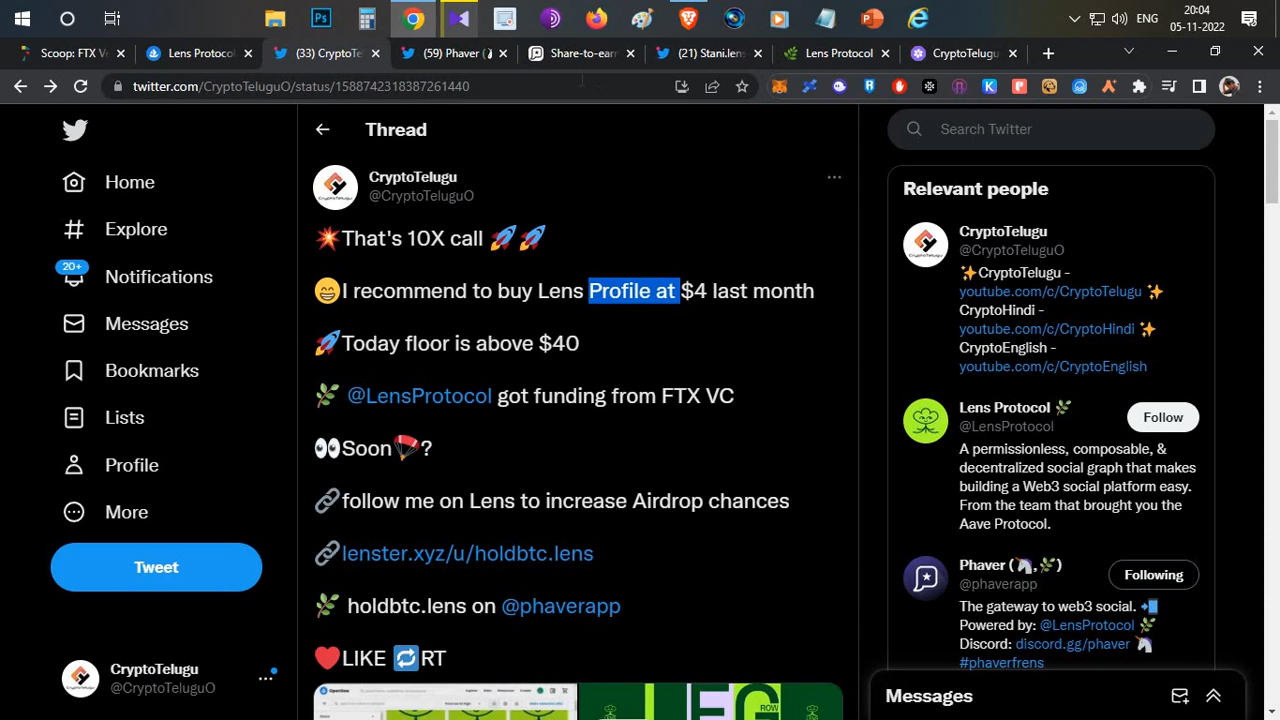 20:04
ENG
05-11-2022
Scoop: FTX Ve
Lens Protocol
(33) CryptoTe
(59) Phaver (
Share-to-earn
(21) Stani.lens
Lens Protocol
CryptoTelugu
twitter.com/CryptoTeluguO/status/1588742318387261440
Home
Explore
20+
Notifications
Messages
Bookmarks
Lists
Profile
More
Tweet
CryptoTelugu
@CryptoTeluguO
Thread
CryptoTelugu
@CryptoTeluguO
💥That's 10X call 🚀🚀
😁I recommend to buy Lens Profile at $4 last month
🚀Today floor is above $40
🌿 @LensProtocol got funding from FTX VC
👀Soon🪂?
🔗follow me on Lens to increase Airdrop chances
🔗lenster.xyz/u/holdbtc.lens
🌿 holdbtc.lens on @phaverapp
❤️LIKE 🔁RT
Search Twitter
Relevant people
CryptoTelugu
@CryptoTeluguO
✨CryptoTelugu -
youtube.com/c/CryptoTelugu ✨
CryptoHindi -
youtube.com/c/CryptoHindi ✨
CryptoEnglish -
youtube.com/c/CryptoEnglish
Lens Protocol 🌿
@LensProtocol
Follow
A permissionless, composable, &
decentralized social graph that makes
building a Web3 social platform easy.
From the team that brought you the
Aave Protocol.
Phaver (🦄,🌿)
@phaverapp
Following
The gateway to web3 social. 📲
Powered by: @LensProtocol 🌿
Discord: discord.gg/phaver 🦄
#phaverfrens
Messages